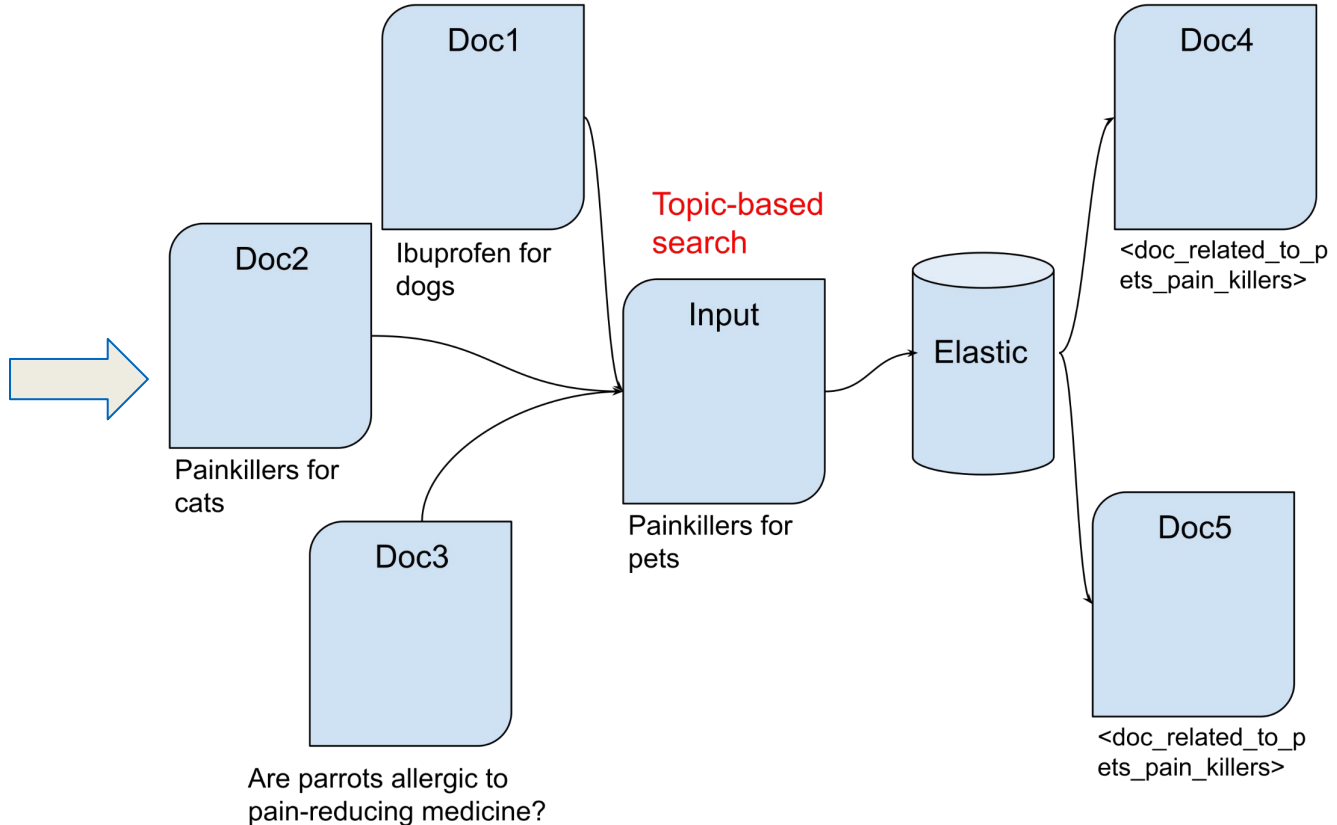 Doc1
Ibuprofen for
dogs
Doc2
Painkillers for
cats
Doc3
Are parrots allergic to
pain-reducing medicine?
Topic-based
search
Input
Painkillers for
pets
Elastic
Doc4
<doc_related_to_p
ets_pain_killers>
Doc5
<doc_related_to_p
ets_pain_killers>